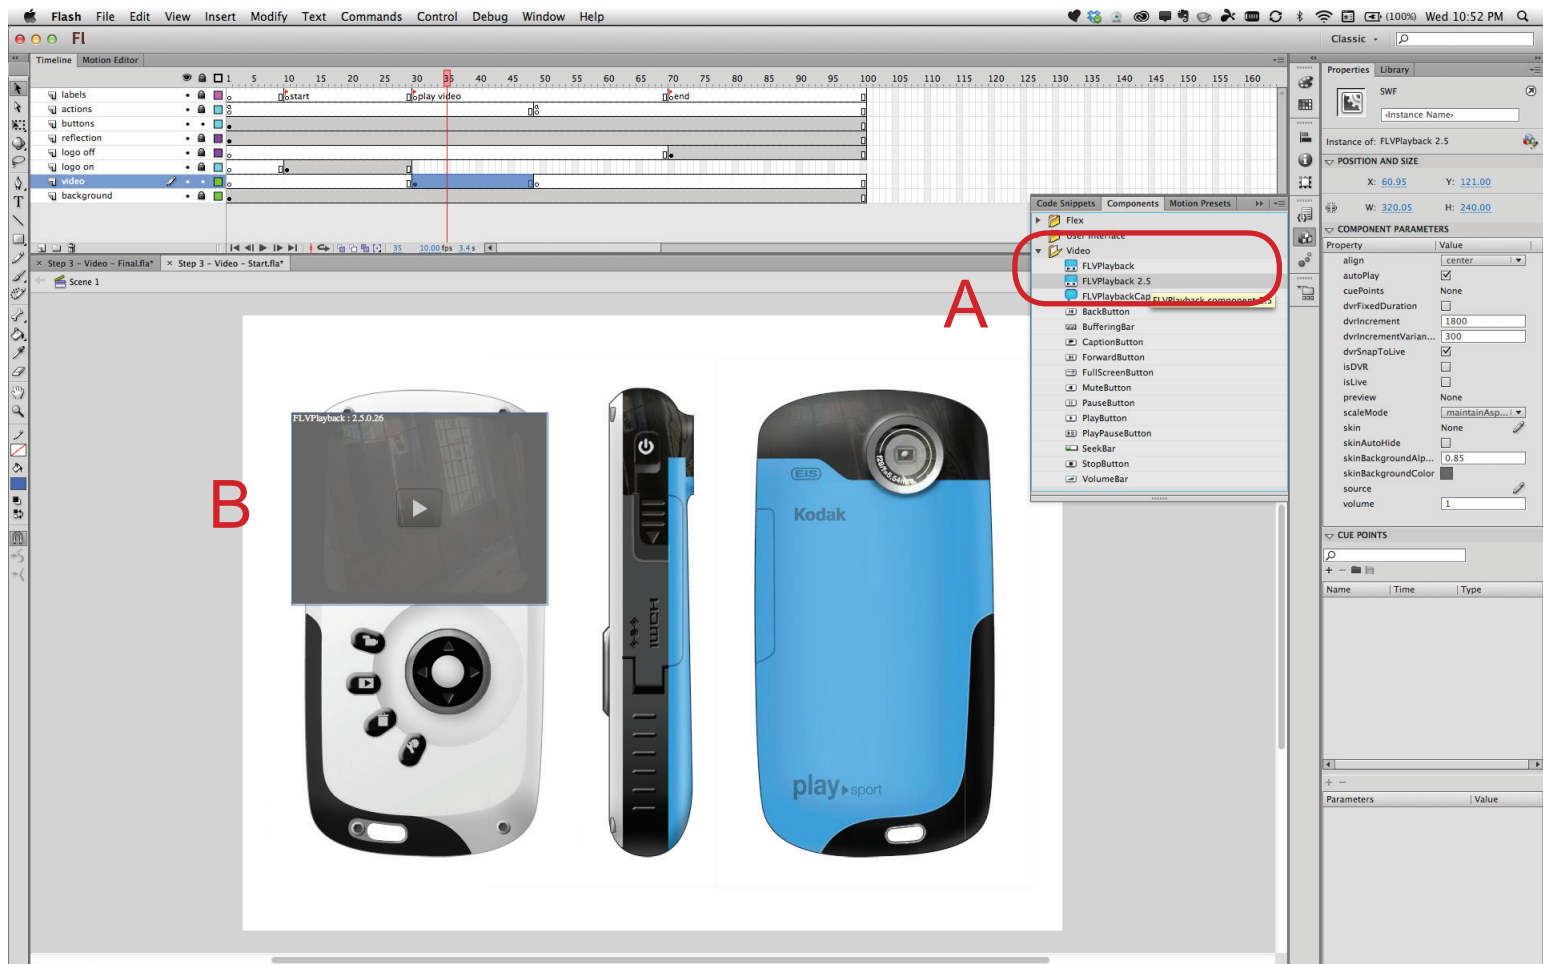 Flash File Edit View Insert Modify Text Commands Control Debug Window Help (100%) Wed 10:52 PM
Fl Classic
Timeline Motion Editor
1 5 10 15 20 25 30 35 40 45 50 55 60 65 70 75 80 85 90 95 100 105 110 115 120 125 130 135 140 145 150 155 160
labels start play video end
actions
buttons
reflection
logo off
logo on
video
background
35 10.00 fps 3.4 s
Step 3 – Video – Final.fla* Step 3 – Video – Start.fla*
Scene 1
A
B
FLVPlayback : 2.5.0.26
HDMI
EIS
Kodak
play sport
Code Snippets Components Motion Presets
Flex
User Interface
Video
FLVPlayback
FLVPlayback 2.5
FLVPlaybackCap
FLVPlayback component 2.5
BackButton
BufferingBar
CaptionButton
ForwardButton
FullScreenButton
MuteButton
PauseButton
PlayButton
PlayPauseButton
SeekBar
StopButton
VolumeBar
Properties Library
SWF
<Instance Name>
Instance of: FLVPlayback 2.5
POSITION AND SIZE
X: 60.95 Y: 121.00
W: 320.05 H: 240.00
COMPONENT PARAMETERS
Property Value
align center
autoPlay
cuePoints None
dvrFixedDuration
dvrIncrement 1800
dvrIncrementVarian... 300
dvrSnapToLive
isDVR
isLive
preview None
scaleMode maintainAsp...
skin None
skinAutoHide
skinBackgroundAlp... 0.85
skinBackgroundColor
source
volume 1
CUE POINTS
Name Time Type
Parameters Value